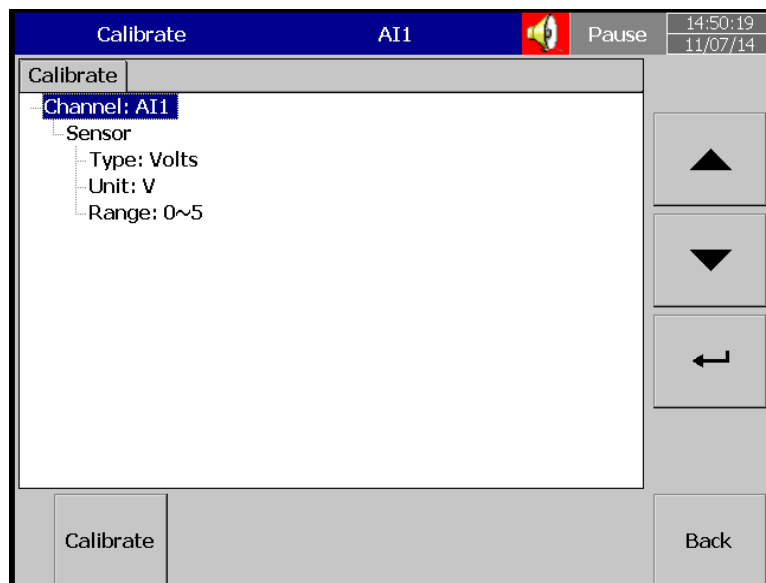 Calibrate AI1 Pause 14:50:19
11/07/14
Calibrate
Channel: AI1
Sensor
Type: Volts
Unit: V
Range: 0~5
Calibrate Back